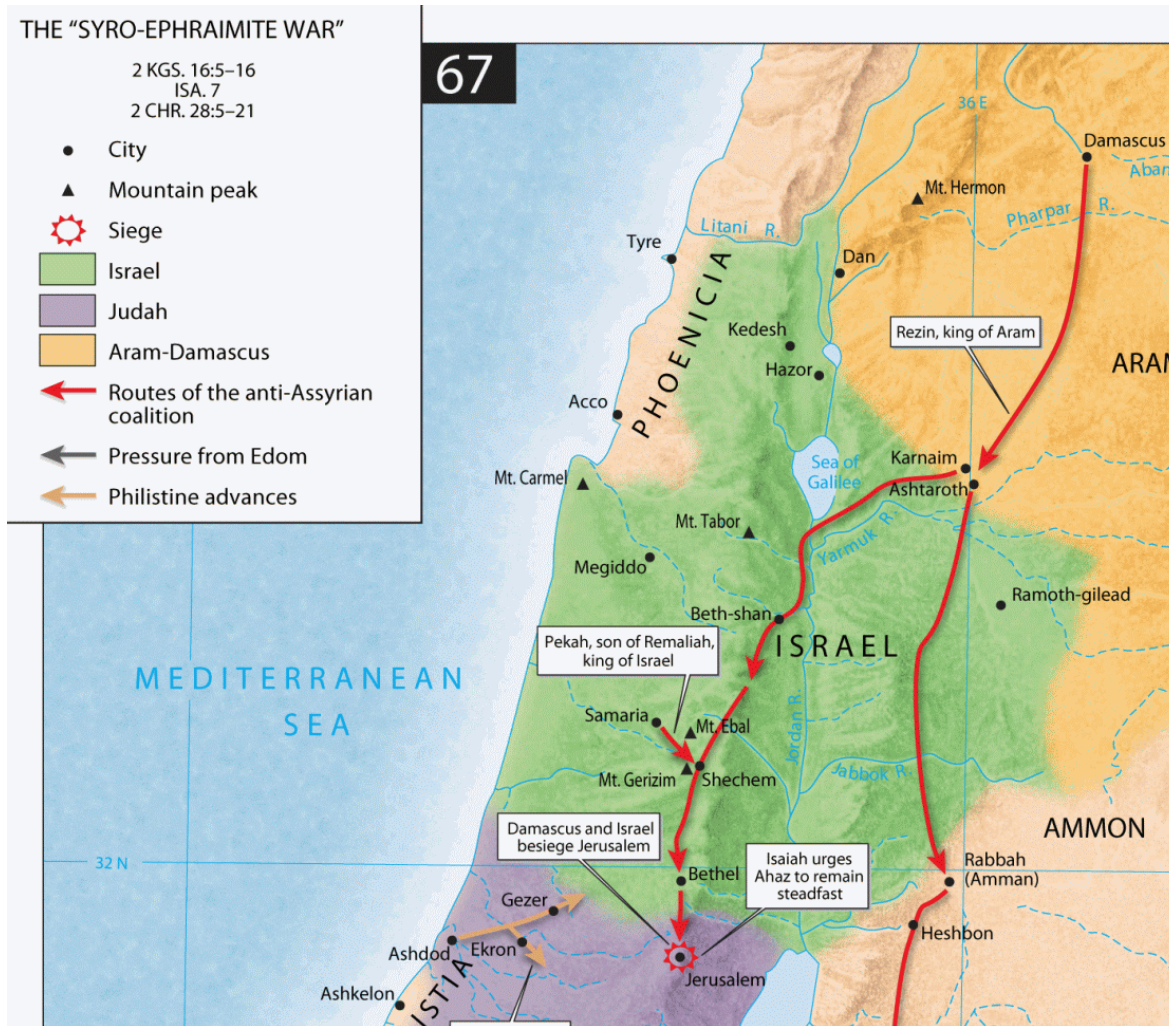 THE “SYRO-EPHRAIMITE WAR”
2 KGS. 16:5–16
ISA. 7
2 CHR. 28:5–21
City
Mountain peak
Siege
Israel
Judah
Aram-Damascus
Routes of the anti-Assyrian
coalition
Pressure from Edom
Philistine advances
67
36 E
Damascus
Aban
Mt. Hermon
Pharpar R.
Litani R.
Tyre
Dan
PHOENICIA
Kedesh
Hazor
Rezin, king of Aram
ARAM
Acco
Mt. Carmel
Sea of
Galilee
Karnaim
Ashtaroth
Mt. Tabor
Yarmuk R.
Megiddo
Ramoth-gilead
Beth-shan
ISRAEL
Pekah, son of Remaliah,
king of Israel
MEDITERRANEAN
SEA
Samaria
Mt. Ebal
Jordan R.
Mt. Gerizim
Shechem
Jabbok R.
AMMON
Damascus and Israel
besiege Jerusalem
Isaiah urges
Ahaz to remain
steadfast
32 N
Bethel
Rabbah
(Amman)
Gezer
Heshbon
Ashdod
Ekron
Jerusalem
Ashkelon
ISTIA